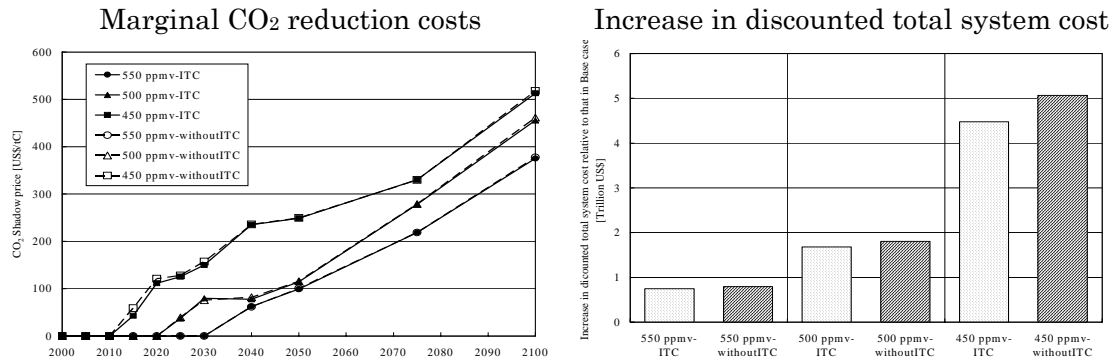 Marginal CO₂ reduction costs
600
500
400
300
200
100
0
CO₂ Shadow price [US$/tC]
550 ppmv-ITC
500 ppmv-ITC
450 ppmv-ITC
550 ppmv-withoutITC
500 ppmv-withoutITC
450 ppmv-withoutITC
2000 2010 2020 2030 2040 2050 2060 2070 2080 2090 2100
Increase in discounted total system cost
Increase in discounted total system cost relative to that in Base case
[Trillion US$]
6
5
4
3
2
1
0
550 ppmv-
ITC
550 ppmv-
withoutITC
500 ppmv-
ITC
500 ppmv-
withoutITC
450 ppmv-
ITC
450 ppmv-
withoutITC